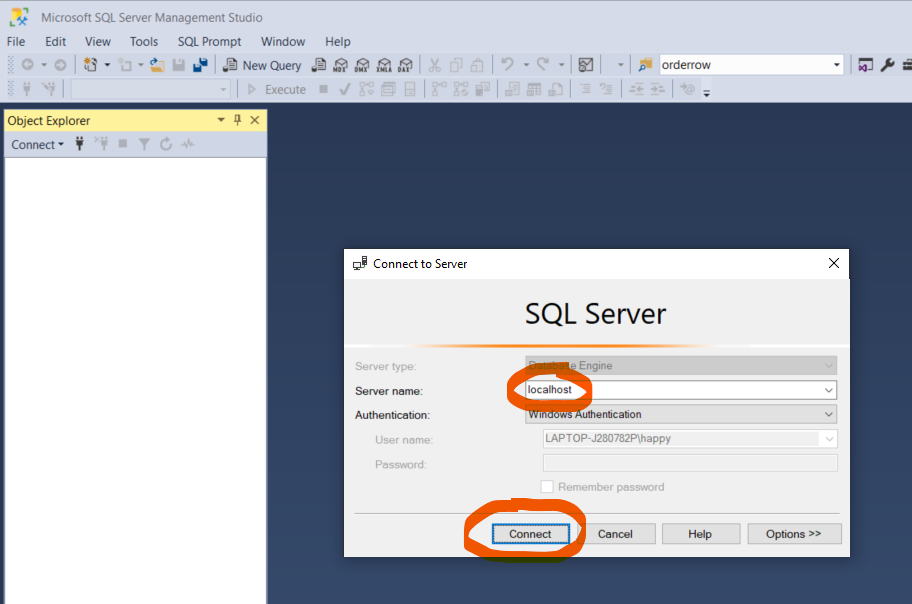 Microsoft SQL Server Management Studio
File Edit View Tools SQL Prompt Window Help
New Query MDX DMX XMLA DAX orderrow
Execute
Object Explorer
Connect
Connect to Server
SQL Server
Server type: Database Engine
Server name: localhost
Authentication: Windows Authentication
User name: LAPTOP-J280782P\happy
Password:
Remember password
Connect Cancel Help Options >>